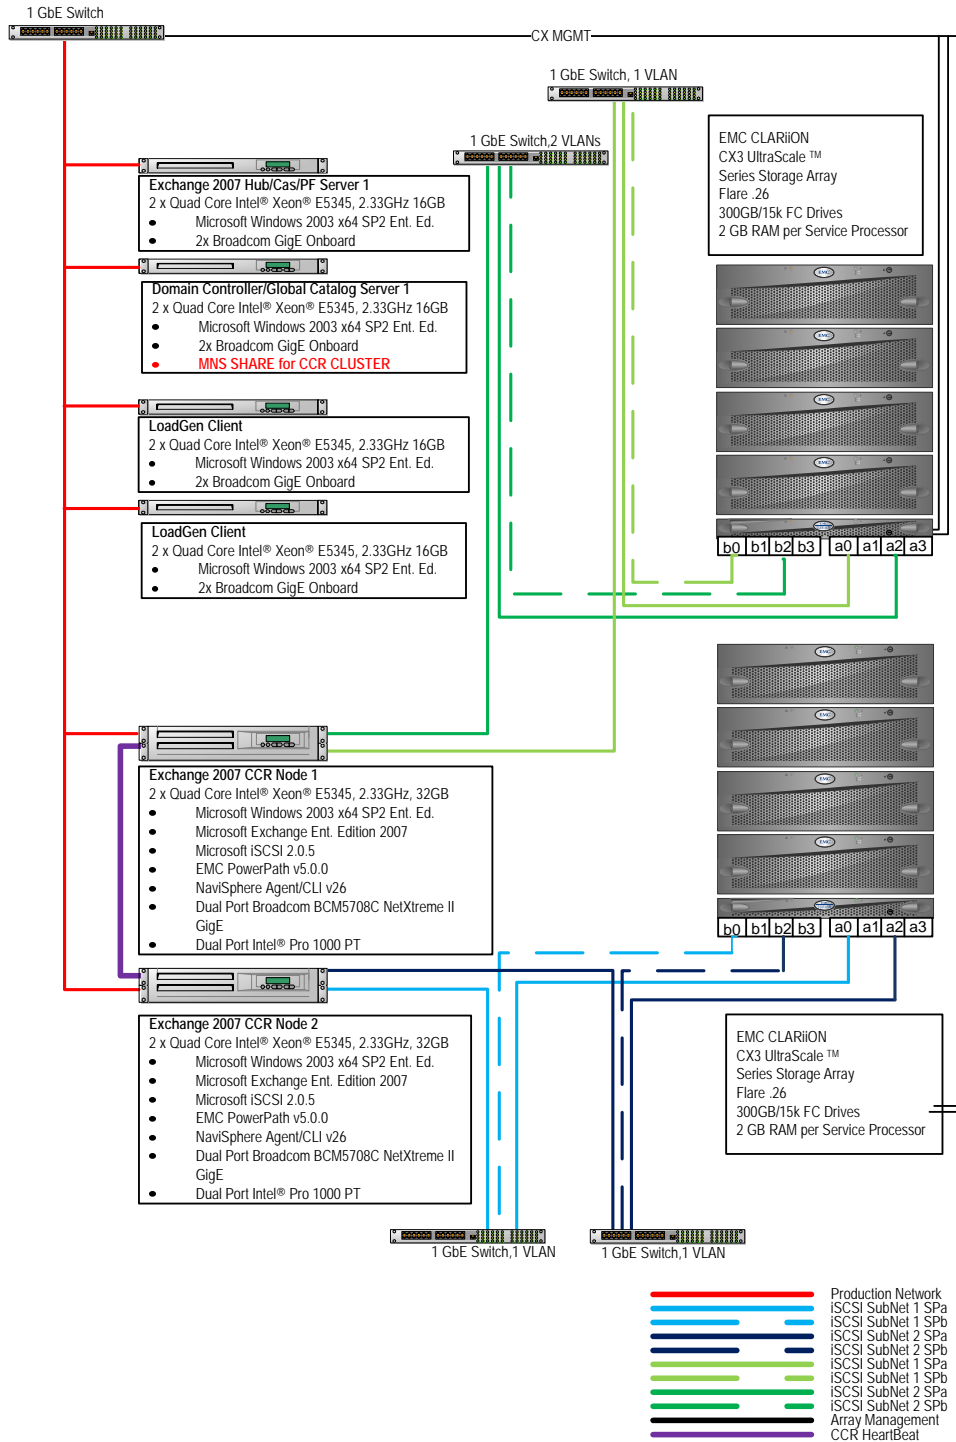 1 GbE Switch
CX MGMT
1 GbE Switch, 1 VLAN
1 GbE Switch,2 VLANs
EMC CLARiiON
CX3 UltraScale ™
Series Storage Array
Flare .26
300GB/15k FC Drives
2 GB RAM per Service Processor
Exchange 2007 Hub/Cas/PF Server 1
2 x Quad Core Intel® Xeon® E5345, 2.33GHz 16GB
• Microsoft Windows 2003 x64 SP2 Ent. Ed.
• 2x Broadcom GigE Onboard
Domain Controller/Global Catalog Server 1
2 x Quad Core Intel® Xeon® E5345, 2.33GHz 16GB
• Microsoft Windows 2003 x64 SP2 Ent. Ed.
• 2x Broadcom GigE Onboard
• MNS SHARE for CCR CLUSTER
LoadGen Client
2 x Quad Core Intel® Xeon® E5345, 2.33GHz 16GB
• Microsoft Windows 2003 x64 SP2 Ent. Ed.
• 2x Broadcom GigE Onboard
LoadGen Client
2 x Quad Core Intel® Xeon® E5345, 2.33GHz 16GB
• Microsoft Windows 2003 x64 SP2 Ent. Ed.
• 2x Broadcom GigE Onboard
EMC
EMC
EMC
EMC
b0 b1 b2 b3 a0 a1 a2 a3
EMC
EMC
EMC
EMC
b0 b1 b2 b3 a0 a1 a2 a3
Exchange 2007 CCR Node 1
2 x Quad Core Intel® Xeon® E5345, 2.33GHz, 32GB
• Microsoft Windows 2003 x64 SP2 Ent. Ed.
• Microsoft Exchange Ent. Edition 2007
• Microsoft iSCSI 2.0.5
• EMC PowerPath v5.0.0
• NaviSphere Agent/CLI v26
• Dual Port Broadcom BCM5708C NetXtreme II
GigE
• Dual Port Intel® Pro 1000 PT
Exchange 2007 CCR Node 2
2 x Quad Core Intel® Xeon® E5345, 2.33GHz, 32GB
• Microsoft Windows 2003 x64 SP2 Ent. Ed.
• Microsoft Exchange Ent. Edition 2007
• Microsoft iSCSI 2.0.5
• EMC PowerPath v5.0.0
• NaviSphere Agent/CLI v26
• Dual Port Broadcom BCM5708C NetXtreme II
GigE
• Dual Port Intel® Pro 1000 PT
EMC CLARiiON
CX3 UltraScale ™
Series Storage Array
Flare .26
300GB/15k FC Drives
2 GB RAM per Service Processor
1 GbE Switch,1 VLAN
1 GbE Switch,1 VLAN
Production Network
iSCSI SubNet 1 SPa
iSCSI SubNet 1 SPb
iSCSI SubNet 2 SPa
iSCSI SubNet 2 SPb
iSCSI SubNet 1 SPa
iSCSI SubNet 1 SPb
iSCSI SubNet 2 SPa
iSCSI SubNet 2 SPb
Array Management
CCR HeartBeat